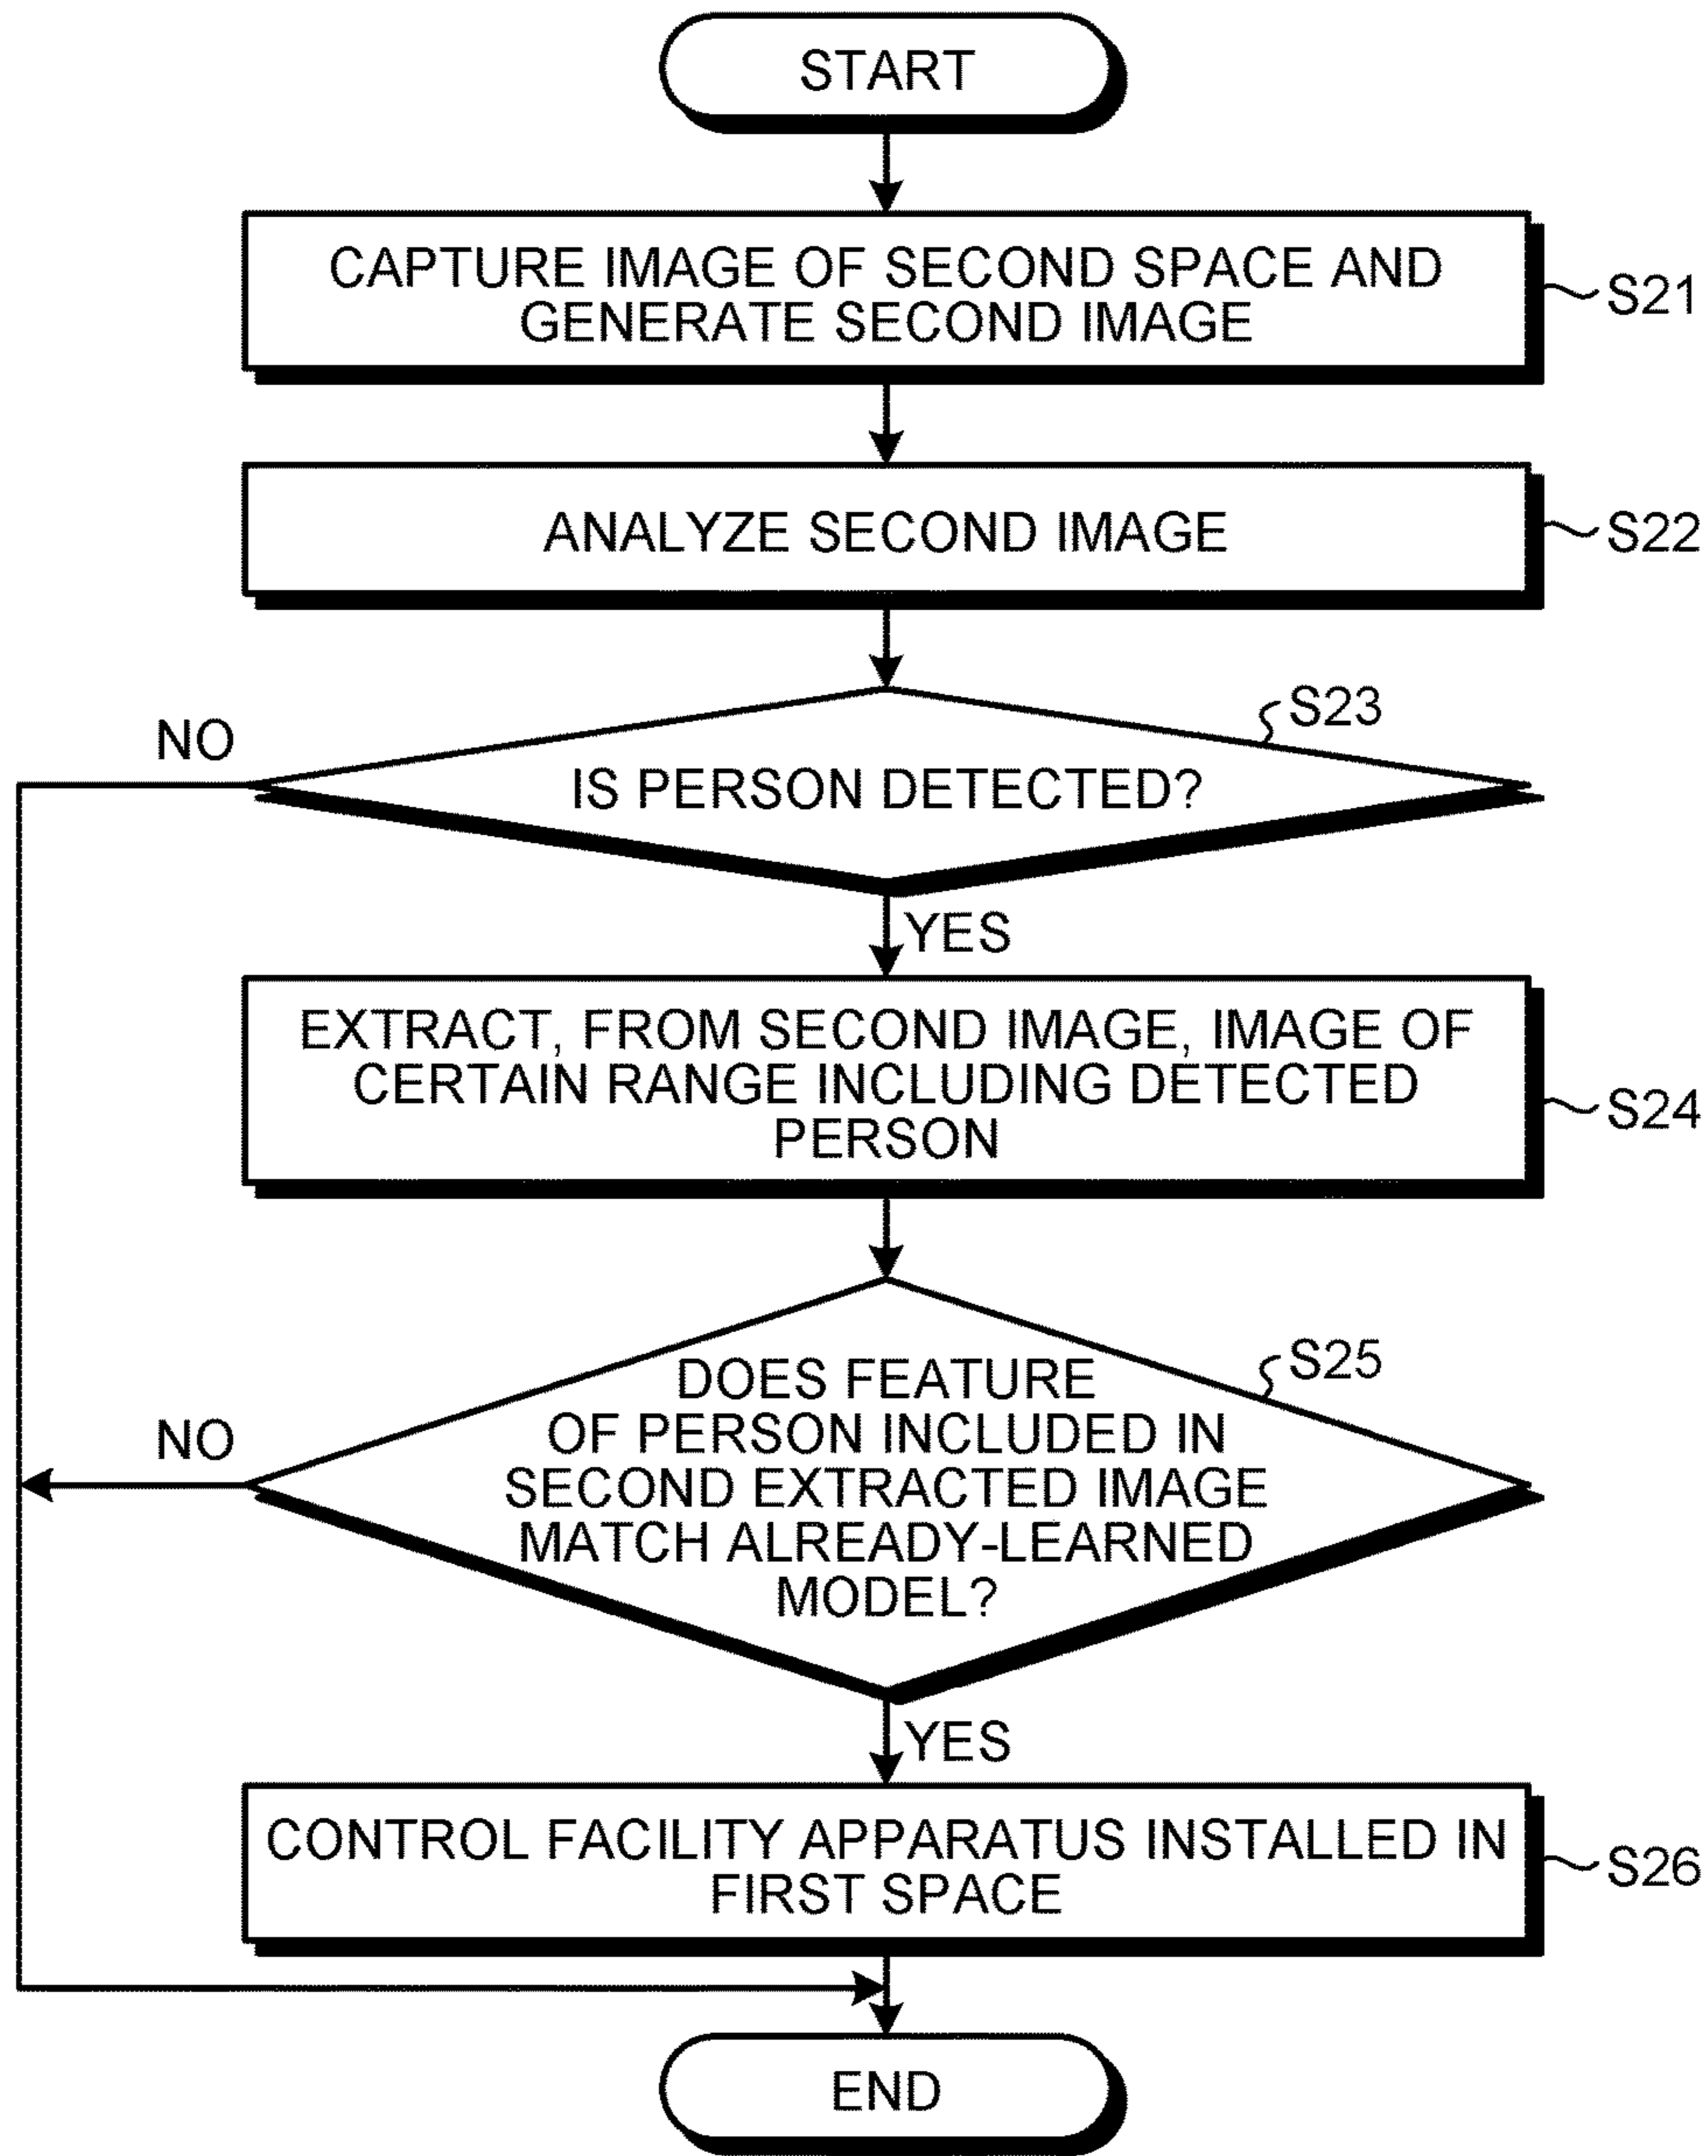 START
CAPTURE IMAGE OF SECOND SPACE AND
GENERATE SECOND IMAGE
S21
ANALYZE SECOND IMAGE
S22
S23
NO
IS PERSON DETECTED?
YES
EXTRACT, FROM SECOND IMAGE, IMAGE OF
CERTAIN RANGE INCLUDING DETECTED
PERSON
S24
S25
NO
DOES FEATURE
OF PERSON INCLUDED IN
SECOND EXTRACTED IMAGE
MATCH ALREADY-LEARNED
MODEL?
YES
CONTROL FACILITY APPARATUS INSTALLED IN
FIRST SPACE
S26
END